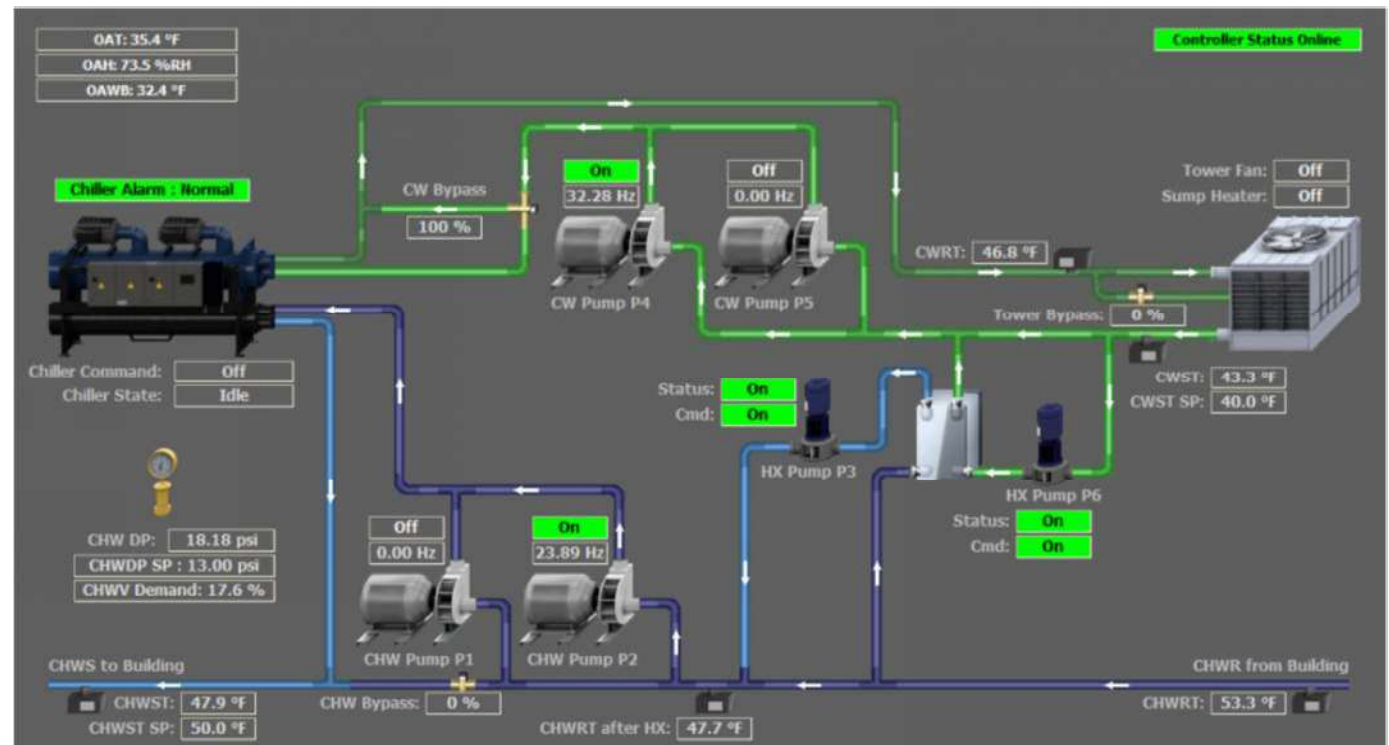 OAT: 35.4 °F
OAH: 73.5 %RH
OAWB: 32.4 °F
Controller Status Online
Chiller Alarm : Normal
CW Bypass
100 %
On
32.28 Hz
CW Pump P4
Off
0.00 Hz
CW Pump P5
Tower Fan: Off
Sump Heater: Off
CWRT: 46.8 °F
Tower Bypass: 0 %
CWST: 43.3 °F
CWST SP: 40.0 °F
Chiller Command: Off
Chiller State: Idle
Status: On
Cmd: On
HX Pump P3
HX Pump P6
Status: On
Cmd: On
CHW DP: 18.18 psi
CHWDP SP : 13.00 psi
CHWV Demand: 17.6 %
Off
0.00 Hz
CHW Pump P1
On
23.89 Hz
CHW Pump P2
CHWS to Building
CHWR from Building
CHWST: 47.9 °F
CHWST SP: 50.0 °F
CHW Bypass: 0 %
CHWRT after HX: 47.7 °F
CHWRT: 53.3 °F